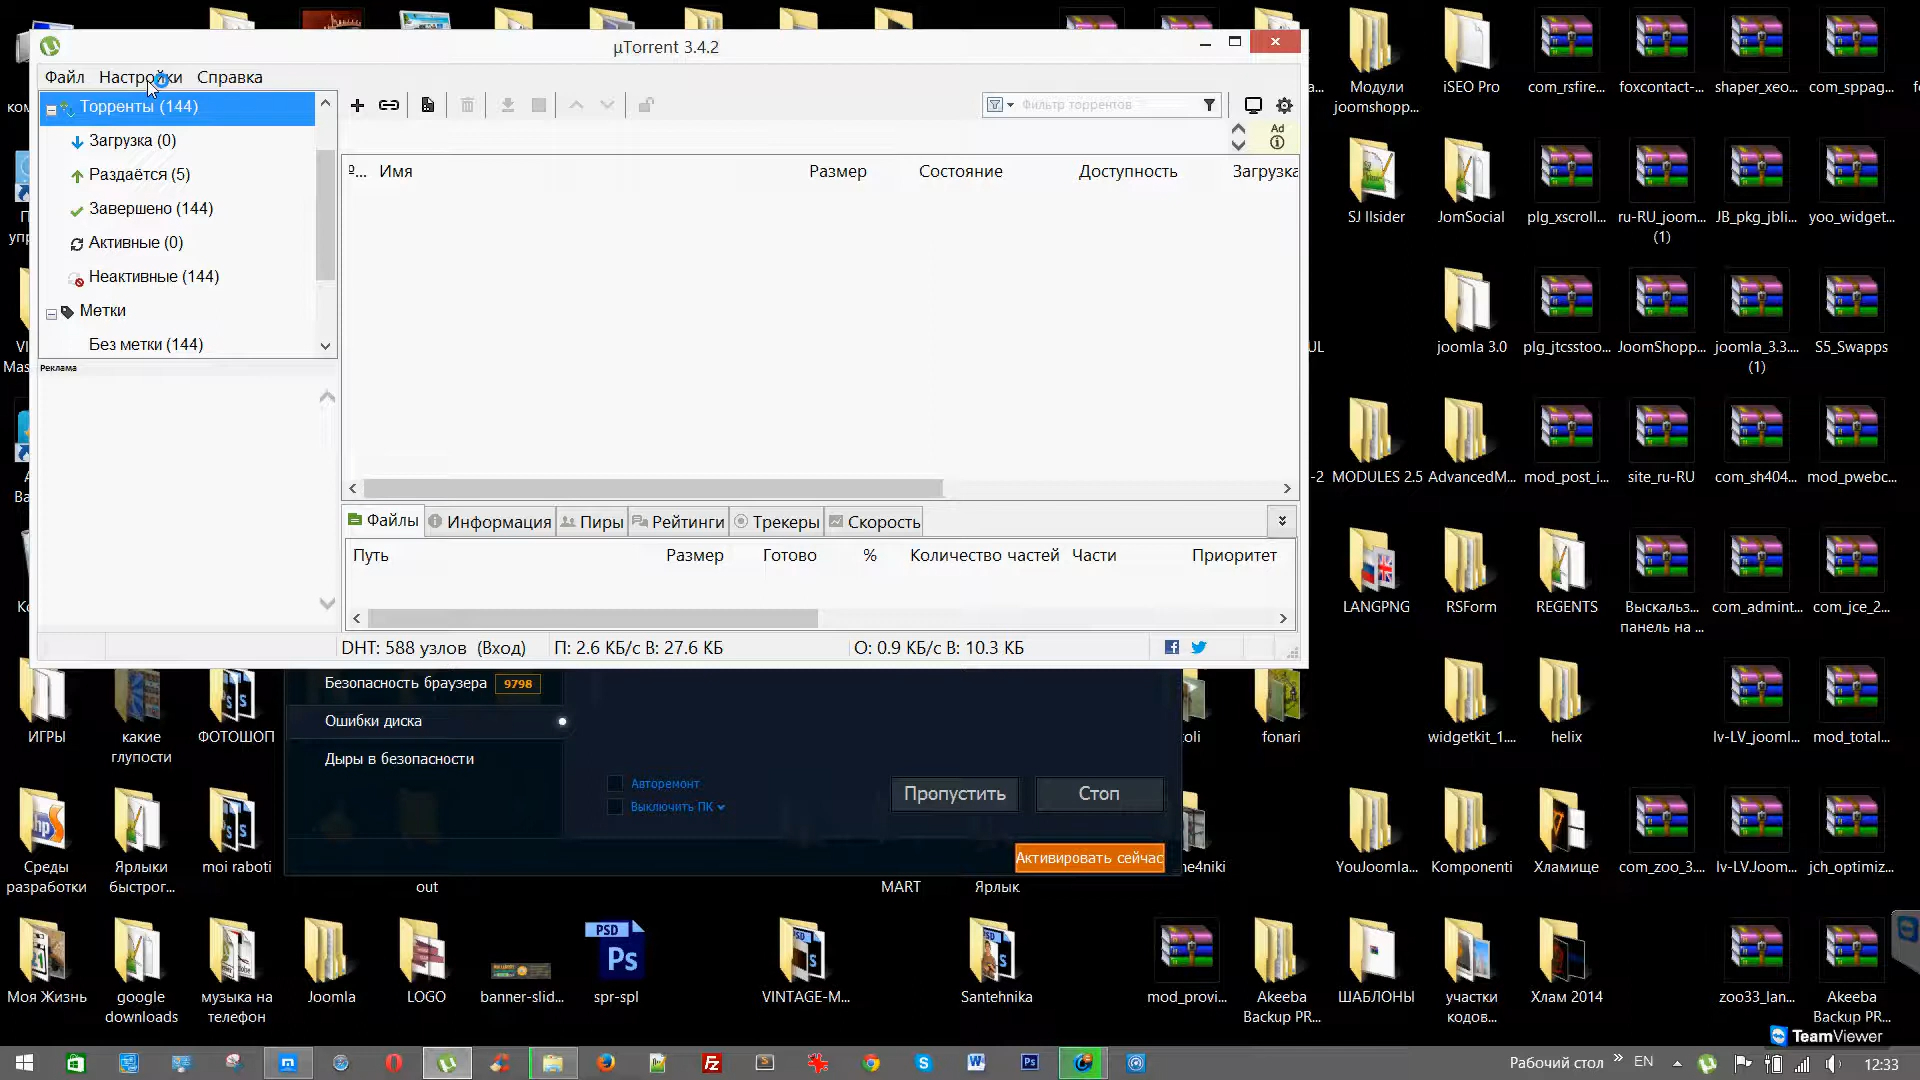 µTorrent 3.4.2
Файл Настройки Справка
Торренты (144)
Загрузка (0)
Раздаётся (5)
Завершено (144)
Активные (0)
Неактивные (144)
Метки
Без метки (144)
Реклама
Фильтр торрентов
Ad
Имя Размер Состояние Доступность Загрузка
Файлы Информация Пиры Рейтинги Трекеры Скорость
Путь Размер Готово % Количество частей Части Приоритет
DHT: 588 узлов (Вход) П: 2.6 КБ/с В: 27.6 КБ О: 0.9 КБ/с В: 10.3 КБ
Безопасность браузера 9798
Ошибки диска
Дыры в безопасности
Авторемонт
Выключить ПК
Пропустить Стоп
Активировать сейчас
Модули joomshopp...
iSEO Pro
com_rsfire...
foxcontact-...
shaper_xeo...
com_sppag...
SJ Ilsider
JomSocial
plg_xscroll...
ru-RU_joom... (1)
JB_pkg_jbli...
yoo_widget...
joomla 3.0
plg_jtcsstoo...
JoomShopp...
joomla_3.3.... (1)
S5_Swapps
MODULES 2.5
AdvancedM...
mod_post_i...
site_ru-RU
com_sh404...
mod_pwebc...
LANGPNG
RSForm
REGENTS
Выскальз... панель на ...
com_admint...
com_jce_2...
ИГРЫ
какие глупости
ФОТОШОП
fonari
widgetkit_1....
helix
lv-LV_jooml...
mod_total...
Среды разработки
Ярлыки быстрог...
moi raboti
out
MART
Ярлык
YouJoomla...
Komponenti
Хламище
com_zoo_3....
lv-LVJoom...
jch_optimiz...
Моя Жизнь
google downloads
музыка на телефон
Joomla
LOGO
banner-slid...
PSD
Ps
spr-spl
VINTAGE-M...
Santehnika
mod_provi...
Akeeba Backup PR...
ШАБЛОНЫ
участки кодов...
Хлам 2014
zoo33_lan...
Akeeba Backup PR...
TeamViewer
Рабочий стол » EN 12:33